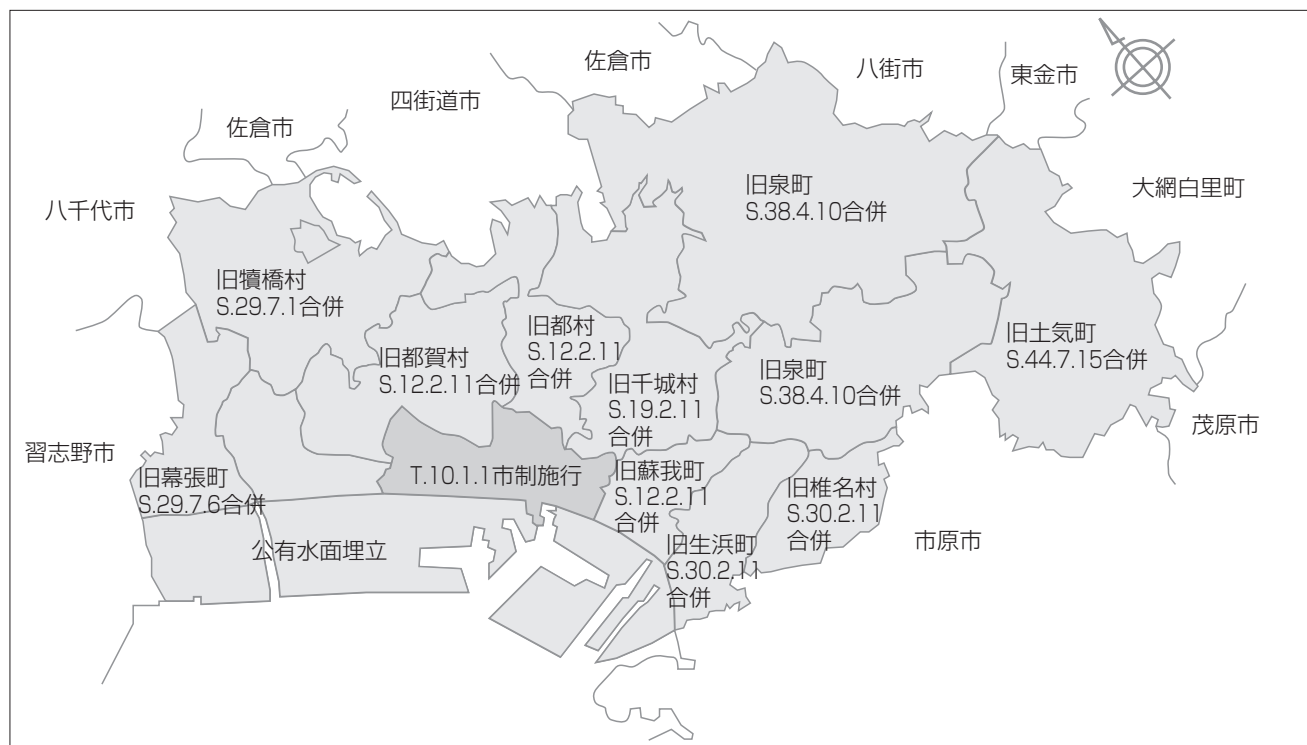 佐倉市
八街市
東金市
四街道市
佐倉市
八千代市
大網白里町
旧泉町
S.38.4.10合併
旧犢橋村
S.29.7.1合併
旧都村
S.12.2.11
合併
旧都賀村
S.12.2.11合併
旧千城村
S.19.2.11
合併
旧泉町
S.38.4.10合併
旧土気町
S.44.7.15合併
茂原市
習志野市
旧幕張町
S.29.7.6合併
T.10.1.1市制施行
旧蘇我町
S.12.2.11
合併
旧椎名村
S.30.2.11
合併
市原市
公有水面埋立
旧生浜町
S.30.2.11
合併